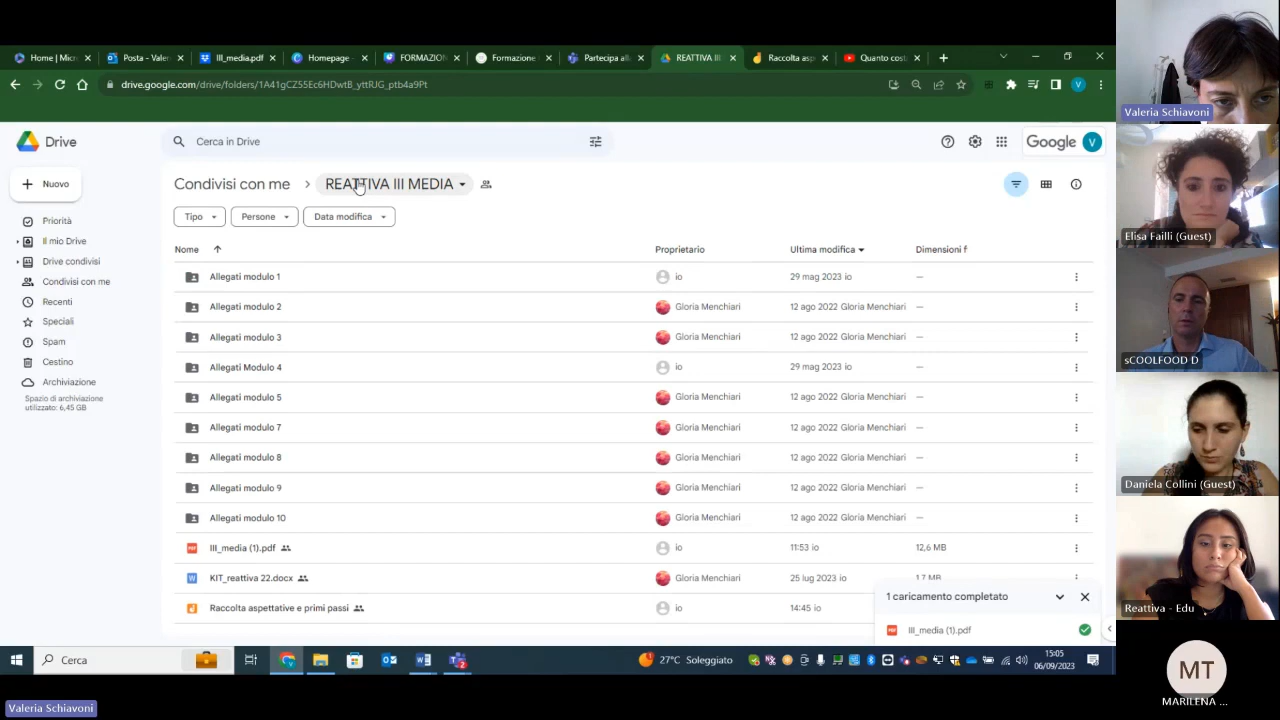 Home | Micr
Posta - Valer
III_media.pdf
Homepage -
FORMAZION
Formazione
Partecipa alla
REATTIVA III
Raccolta asp
Quanto cost
drive.google.com/drive/folders/1A41gCZ55Ec6HDwtB_yttRJG_ptb4a9Pt
V
Drive
Cerca in Drive
Google
V
Nuovo
Condivisi con me
REATTIVA III MEDIA
Tipo
Persone
Data modifica
Priorità
Il mio Drive
Drive condivisi
Condivisi con me
Recenti
Speciali
Spam
Cestino
Archiviazione
Spazio di archiviazione
utilizzato: 6,45 GB
Nome Proprietario Ultima modifica Dimensioni f
Allegati modulo 1 io 29 mag 2023 io —
Allegati modulo 2 Gloria Menchiari 12 ago 2022 Gloria Menchiari —
Allegati modulo 3 Gloria Menchiari 12 ago 2022 Gloria Menchiari —
Allegati Modulo 4 io 29 mag 2023 io —
Allegati modulo 5 Gloria Menchiari 12 ago 2022 Gloria Menchiari —
Allegati modulo 7 Gloria Menchiari 12 ago 2022 Gloria Menchiari —
Allegati modulo 8 Gloria Menchiari 12 ago 2022 Gloria Menchiari —
Allegati modulo 9 Gloria Menchiari 12 ago 2022 Gloria Menchiari —
Allegati modulo 10 Gloria Menchiari 12 ago 2022 Gloria Menchiari —
III_media (1).pdf io 11:53 io 12,6 MB
KIT_reattiva 22.docx Gloria Menchiari 25 lug 2023 io 1,7 MB
Raccolta aspettative e primi passi io 14:45 io
1 caricamento completato
III_media (1).pdf
Cerca
27°C Soleggiato
15:05
06/09/2023
Valeria Schiavoni
Valeria Schiavoni
Elisa Failli (Guest)
sCOOLFOOD D
Daniela Collini (Guest)
Reattiva - Edu
MT
MARILENA ...